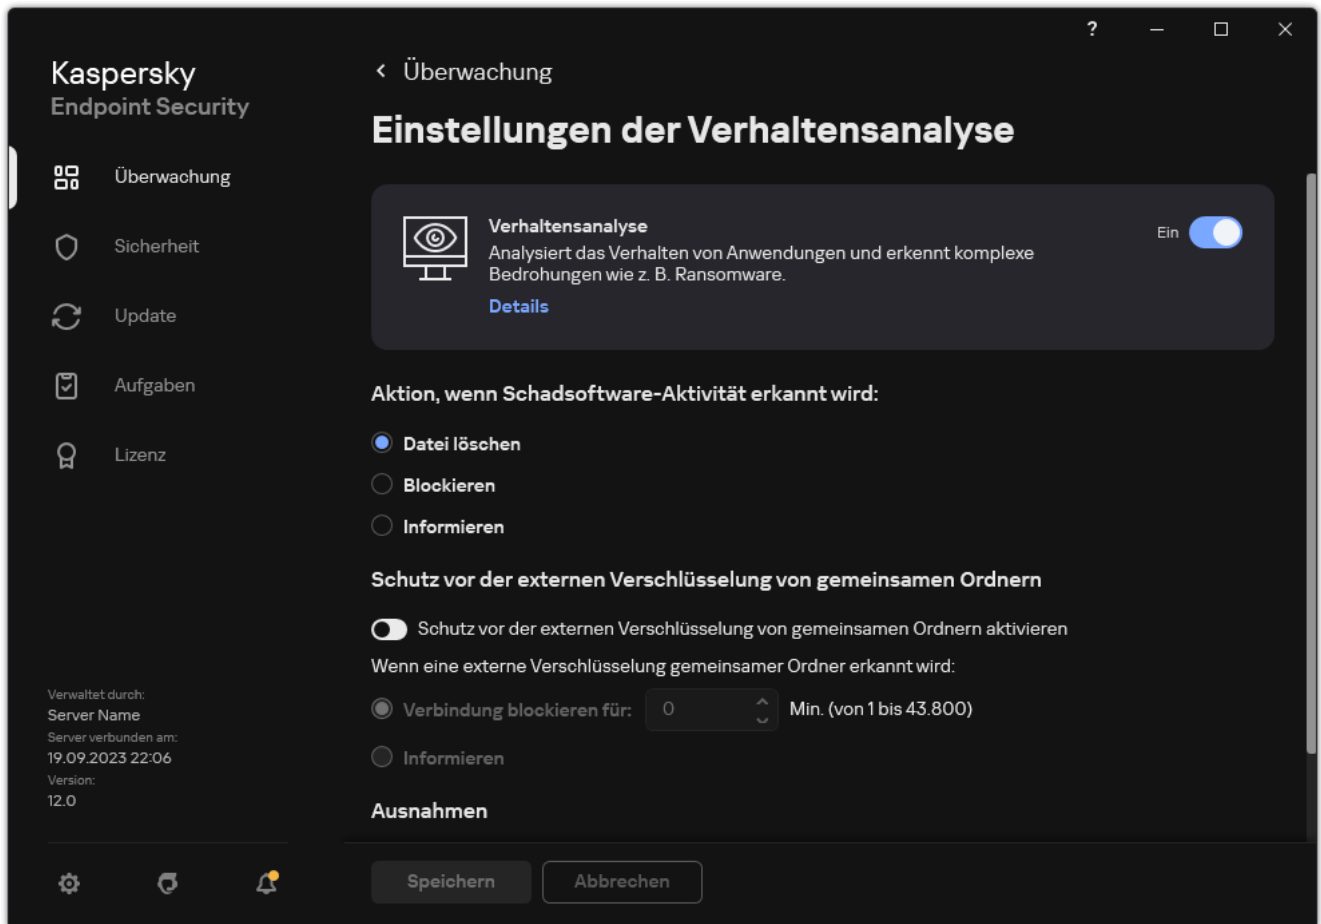 ?
Kaspersky
Endpoint Security
Überwachung
Sicherheit
Update
Aufgaben
Lizenz
Verwaltet durch:
Server Name
Server verbunden am:
19.09.2023 22:06
Version:
12.0
Überwachung
Einstellungen der Verhaltensanalyse
Verhaltensanalyse
Ein
Analysiert das Verhalten von Anwendungen und erkennt komplexe
Bedrohungen wie z. B. Ransomware.
Details
Aktion, wenn Schadsoftware-Aktivität erkannt wird:
Datei löschen
Blockieren
Informieren
Schutz vor der externen Verschlüsselung von gemeinsamen Ordnern
Schutz vor der externen Verschlüsselung von gemeinsamen Ordnern aktivieren
Wenn eine externe Verschlüsselung gemeinsamer Ordner erkannt wird:
Verbindung blockieren für: 0 Min. (von 1 bis 43.800)
Informieren
Ausnahmen
Speichern Abbrechen